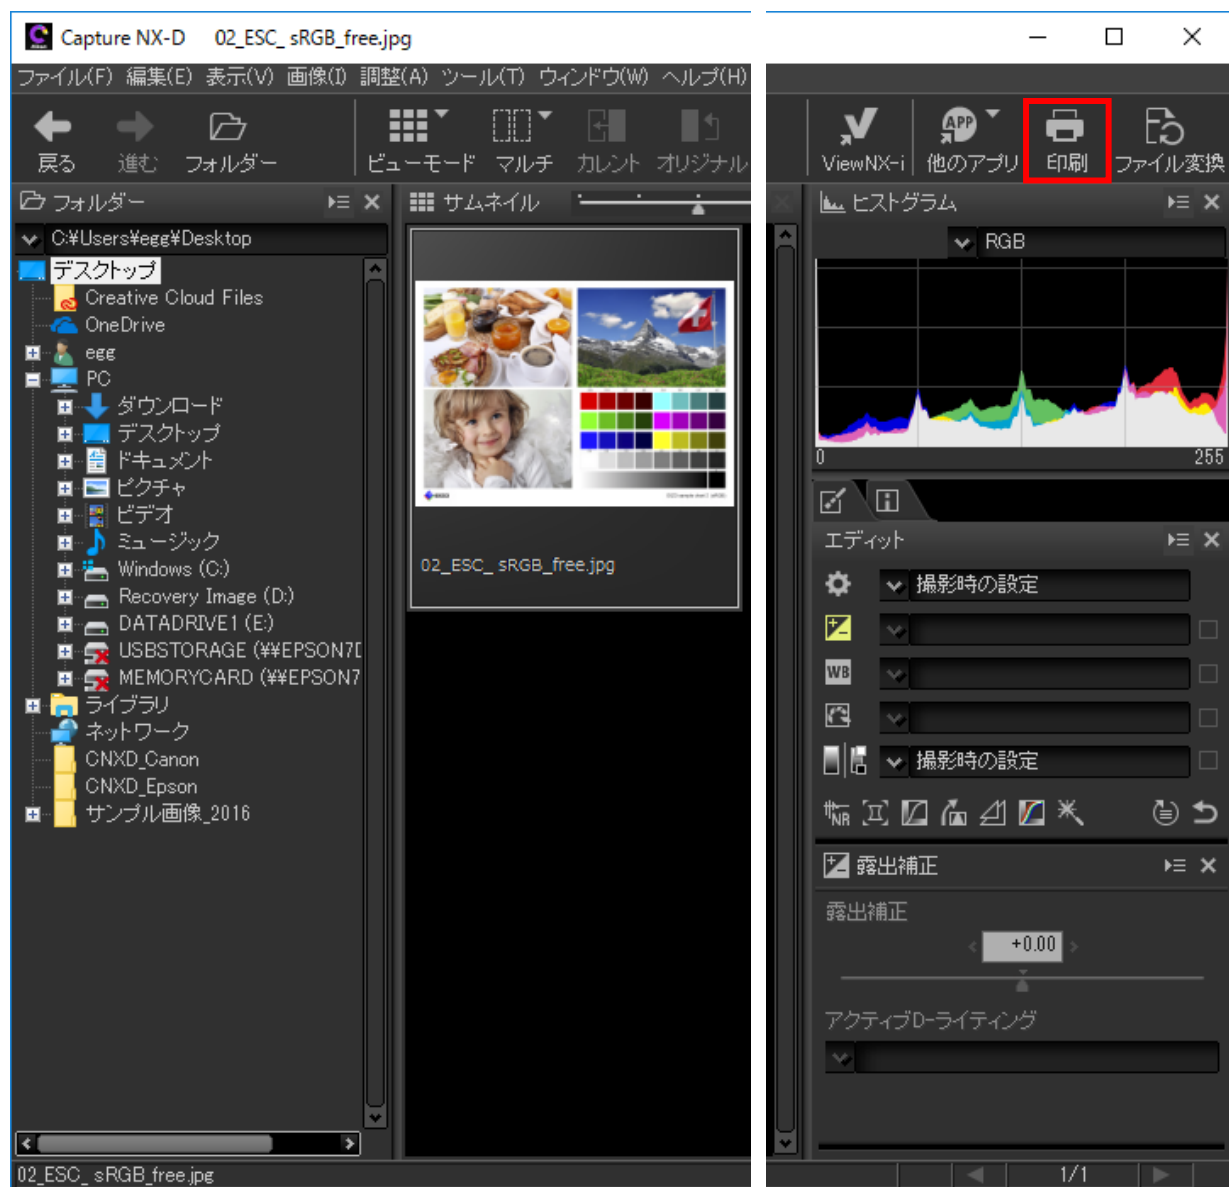 Capture NX-D 02_ESC_ sRGB_free.jpg
ファイル(F) 編集(E) 表示(V) 画像(I) 調整(A) ツール(T) ウィンドウ(W) ヘルプ(H)
戻る 進む フォルダー ビューモード マルチ カレント オリジナル ViewNX-i APP 他のアプリ 印刷 ファイル変換
フォルダー
C:¥Users¥egg¥Desktop
デスクトップ
Creative Cloud Files
OneDrive
egg
PC
ダウンロード
デスクトップ
ドキュメント
ピクチャ
ビデオ
ミュージック
Windows (C:)
Recovery Image (D:)
DATADRIVE1 (E:)
USBSTORAGE (¥¥EPSON7
MEMORYCARD (¥¥EPSON7
ライブラリ
ネットワーク
CNXD_Canon
CNXD_Epson
サンプル画像_2016
サムネイル
02_ESC_ sRGB_free.jpg
ヒストグラム
RGB
0 255
エディット
撮影時の設定
WB
撮影時の設定
NR
露出補正
露出補正
+0.00
アクティブD-ライティング
02_ESC_ sRGB_free.jpg
1/1